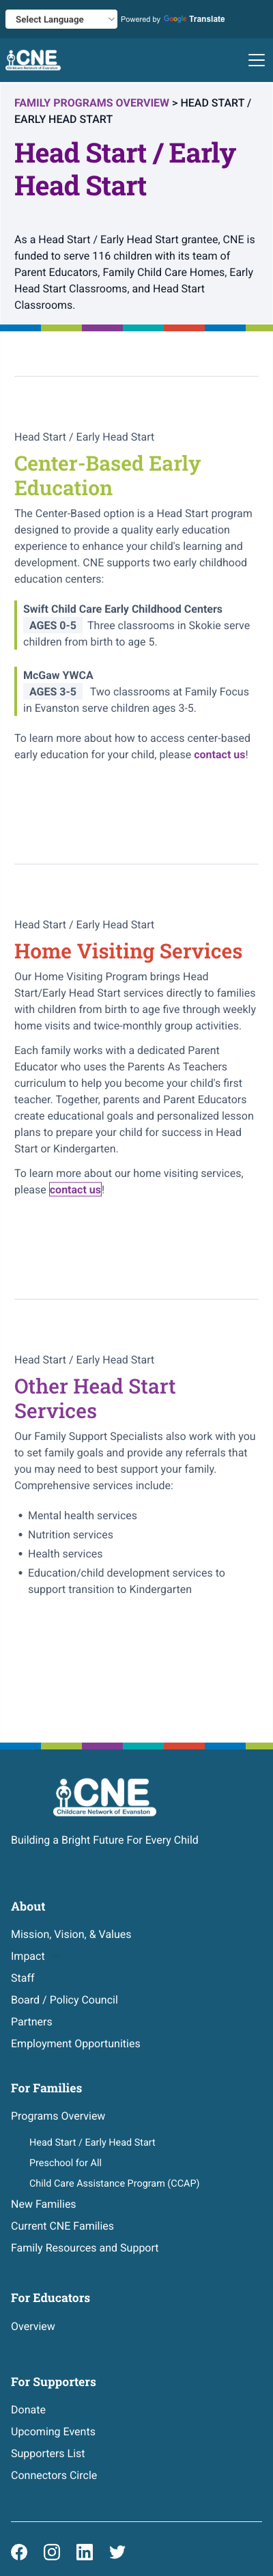 Select Language
Powered by Google Translate
CNE
Childcare Network of Evanston
FAMILY PROGRAMS OVERVIEW > HEAD START /
EARLY HEAD START
Head Start / Early
Head Start
As a Head Start / Early Head Start grantee, CNE is
funded to serve 116 children with its team of
Parent Educators, Family Child Care Homes, Early
Head Start Classrooms, and Head Start
Classrooms.
Head Start / Early Head Start
Center-Based Early
Education
The Center-Based option is a Head Start program
designed to provide a quality early education
experience to enhance your child's learning and
development. CNE supports two early childhood
education centers:
Swift Child Care Early Childhood Centers
AGES 0-5 Three classrooms in Skokie serve
children from birth to age 5.
McGaw YWCA
AGES 3-5 Two classrooms at Family Focus
in Evanston serve children ages 3-5.
To learn more about how to access center-based
early education for your child, please contact us!
Head Start / Early Head Start
Home Visiting Services
Our Home Visiting Program brings Head
Start/Early Head Start services directly to families
with children from birth to age five through weekly
home visits and twice-monthly group activities.
Each family works with a dedicated Parent
Educator who uses the Parents As Teachers
curriculum to help you become your child's first
teacher. Together, parents and Parent Educators
create educational goals and personalized lesson
plans to prepare your child for success in Head
Start or Kindergarten.
To learn more about our home visiting services,
please contact us!
Head Start / Early Head Start
Other Head Start
Services
Our Family Support Specialists also work with you
to set family goals and provide any referrals that
you may need to best support your family.
Comprehensive services include:
• Mental health services
• Nutrition services
• Health services
• Education/child development services to
support transition to Kindergarten
CNE
Childcare Network of Evanston
Building a Bright Future For Every Child
About
Mission, Vision, & Values
Impact
Staff
Board / Policy Council
Partners
Employment Opportunities
For Families
Programs Overview
Head Start / Early Head Start
Preschool for All
Child Care Assistance Program (CCAP)
New Families
Current CNE Families
Family Resources and Support
For Educators
Overview
For Supporters
Donate
Upcoming Events
Supporters List
Connectors Circle